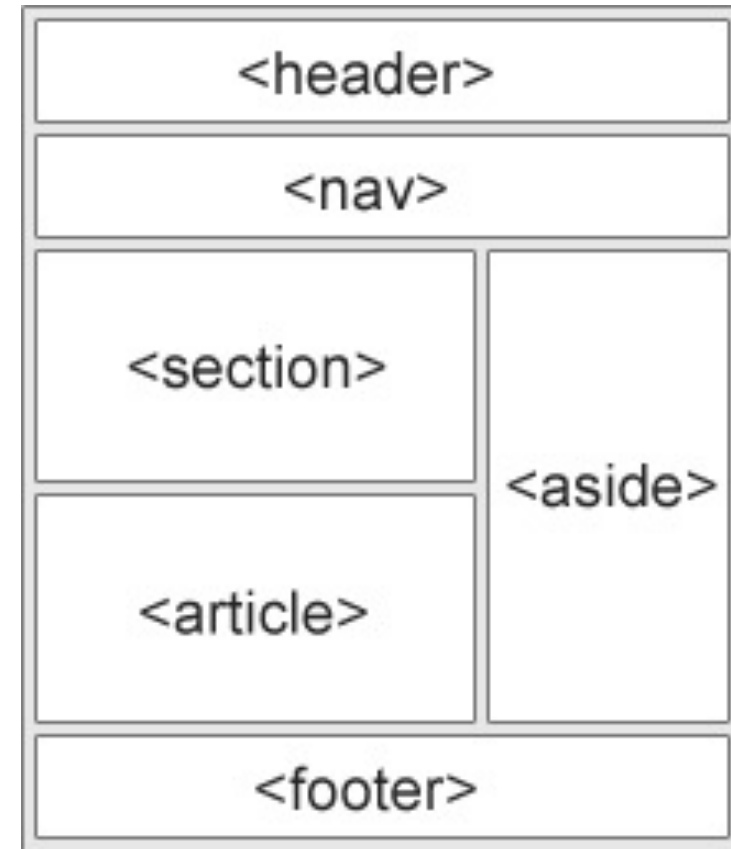 <header>
<nav>
<section>
<aside>
<article>
<footer>